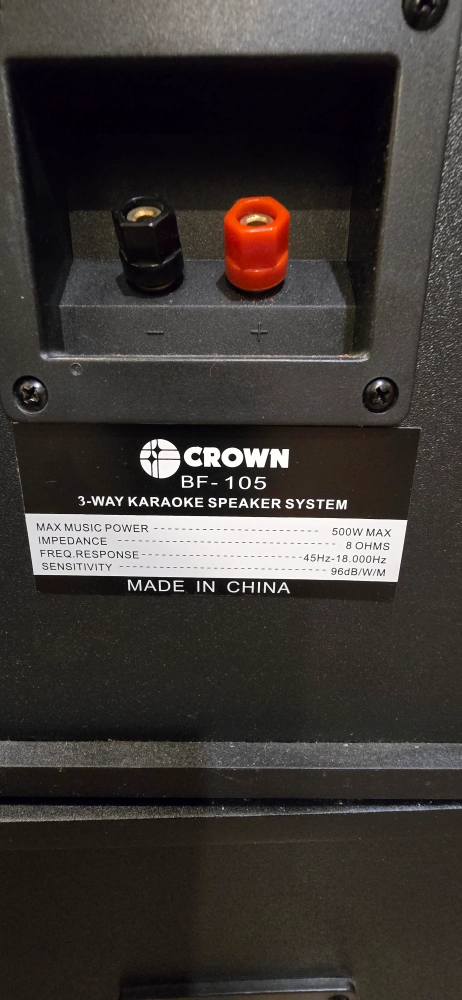 − +
CROWN
BF-105
3-WAY KARAOKE SPEAKER SYSTEM
MAX MUSIC POWER ---------------------- 500W MAX
IMPEDANCE ---------------------- 8 OHMS
FREQ.RESPONSE ---------------------- 45Hz-18.000Hz
SENSITIVITY ---------------------- 96dB/W/M
MADE IN CHINA